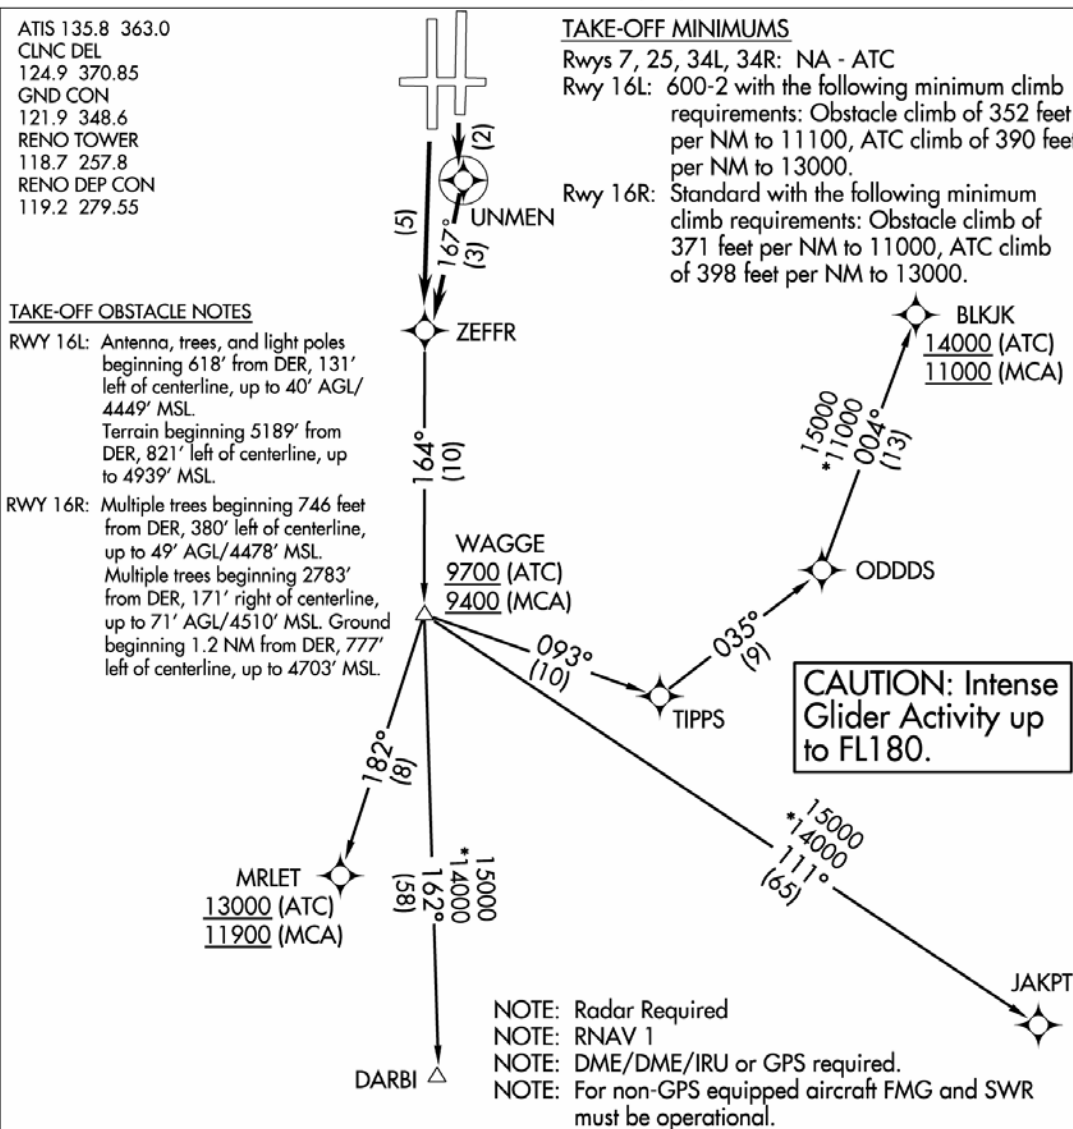 ATIS 135.8 363.0
CLNC DEL
124.9 370.85
GND CON
121.9 348.6
RENO TOWER
118.7 257.8
RENO DEP CON
119.2 279.55
TAKE-OFF MINIMUMS
Rwys 7, 25, 34L, 34R: NA - ATC
Rwy 16L: 600-2 with the following minimum climb
requirements: Obstacle climb of 352 feet
per NM to 11100, ATC climb of 390 feet
per NM to 13000.
Rwy 16R: Standard with the following minimum
climb requirements: Obstacle climb of
371 feet per NM to 11000, ATC climb
of 398 feet per NM to 13000.
(2)
UNMEN
(5)
167°
(3)
ZEFFR
TAKE-OFF OBSTACLE NOTES
RWY 16L: Antenna, trees, and light poles
beginning 618' from DER, 131'
left of centerline, up to 40' AGL/
4449' MSL.
Terrain beginning 5189' from
DER, 821' left of centerline, up
to 4939' MSL.
RWY 16R: Multiple trees beginning 746 feet
from DER, 380' left of centerline,
up to 49' AGL/4478' MSL.
Multiple trees beginning 2783'
from DER, 171' right of centerline,
up to 71' AGL/4510' MSL. Ground
beginning 1.2 NM from DER, 777'
left of centerline, up to 4703' MSL.
164°
(10)
WAGGE
9700 (ATC)
9400 (MCA)
BLKJK
14000 (ATC)
11000 (MCA)
15000
*11000
004°
(13)
ODDDS
035°
(9)
093°
(10)
TIPPS
CAUTION: Intense
Glider Activity up
to FL180.
182°
(8)
MRLET
13000 (ATC)
11900 (MCA)
15000
*14000
162°
(58)
DARBI
15000
*14000
111°
(65)
JAKPT
NOTE: Radar Required
NOTE: RNAV 1
NOTE: DME/DME/IRU or GPS required.
NOTE: For non-GPS equipped aircraft FMG and SWR
must be operational.